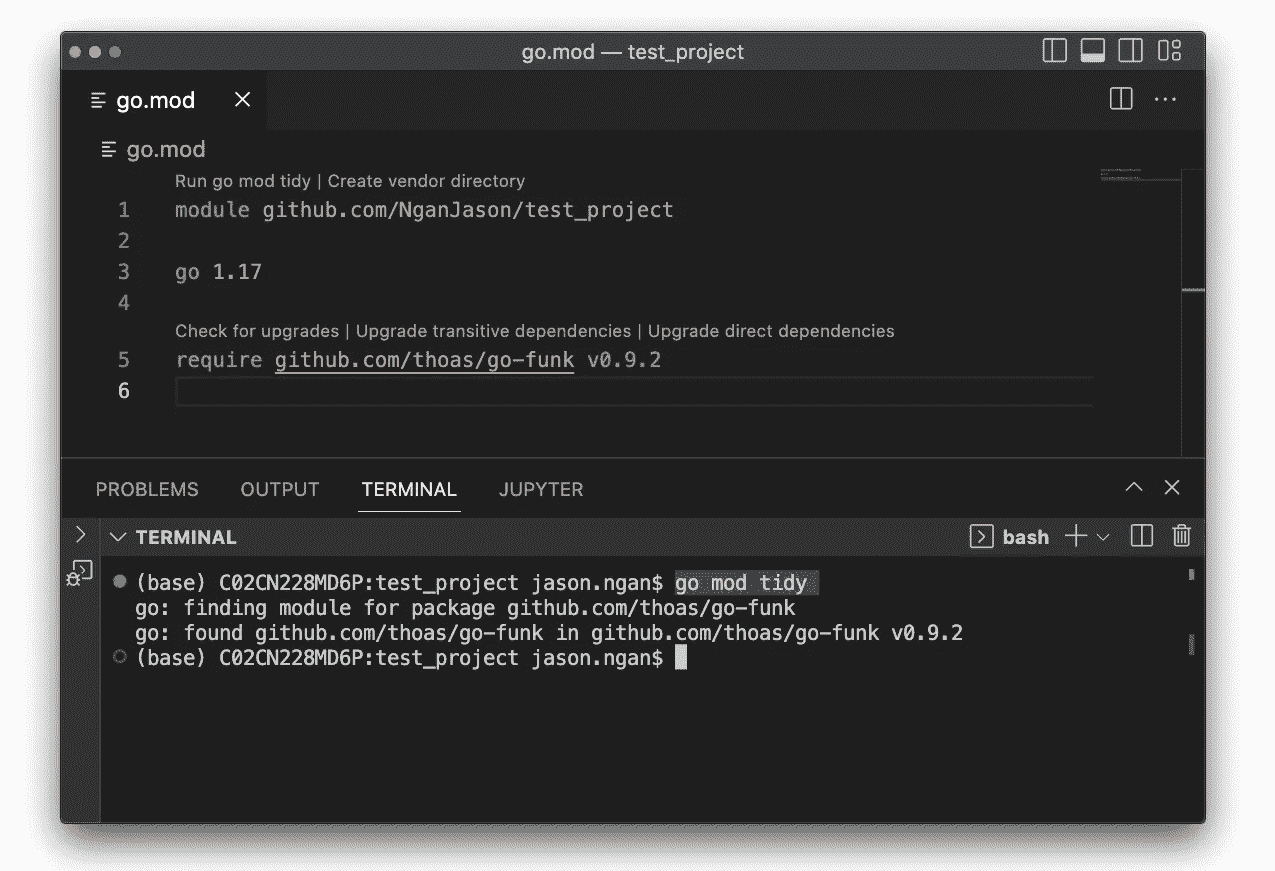 go.mod — test_project
go.mod
go.mod
Run go mod tidy | Create vendor directory
1 module github.com/NganJason/test_project
2
3 go 1.17
4
Check for upgrades | Upgrade transitive dependencies | Upgrade direct dependencies
5 require github.com/thoas/go-funk v0.9.2
6
PROBLEMS OUTPUT TERMINAL JUPYTER
TERMINAL bash
(base) C02CN228MD6P:test_project jason.ngan$ go mod tidy
go: finding module for package github.com/thoas/go-funk
go: found github.com/thoas/go-funk in github.com/thoas/go-funk v0.9.2
(base) C02CN228MD6P:test_project jason.ngan$